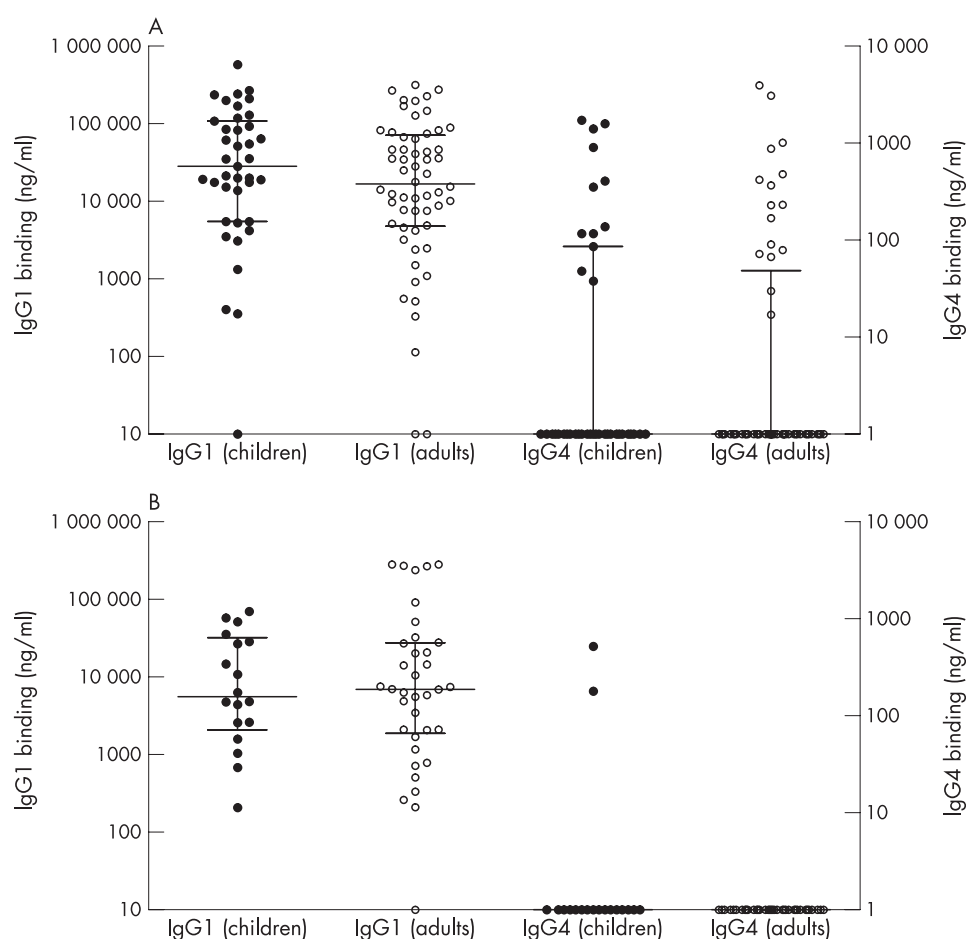 A
1 000 000
100 000
10 000
1000
100
10
IgG1 binding (ng/ml)
10 000
1000
100
10
1
IgG4 binding (ng/ml)
IgG1 (children)
IgG1 (adults)
IgG4 (children)
IgG4 (adults)
B
1 000 000
100 000
10 000
1000
100
10
IgG1 binding (ng/ml)
10 000
1000
100
10
1
IgG4 binding (ng/ml)
IgG1 (children)
IgG1 (adults)
IgG4 (children)
IgG4 (adults)